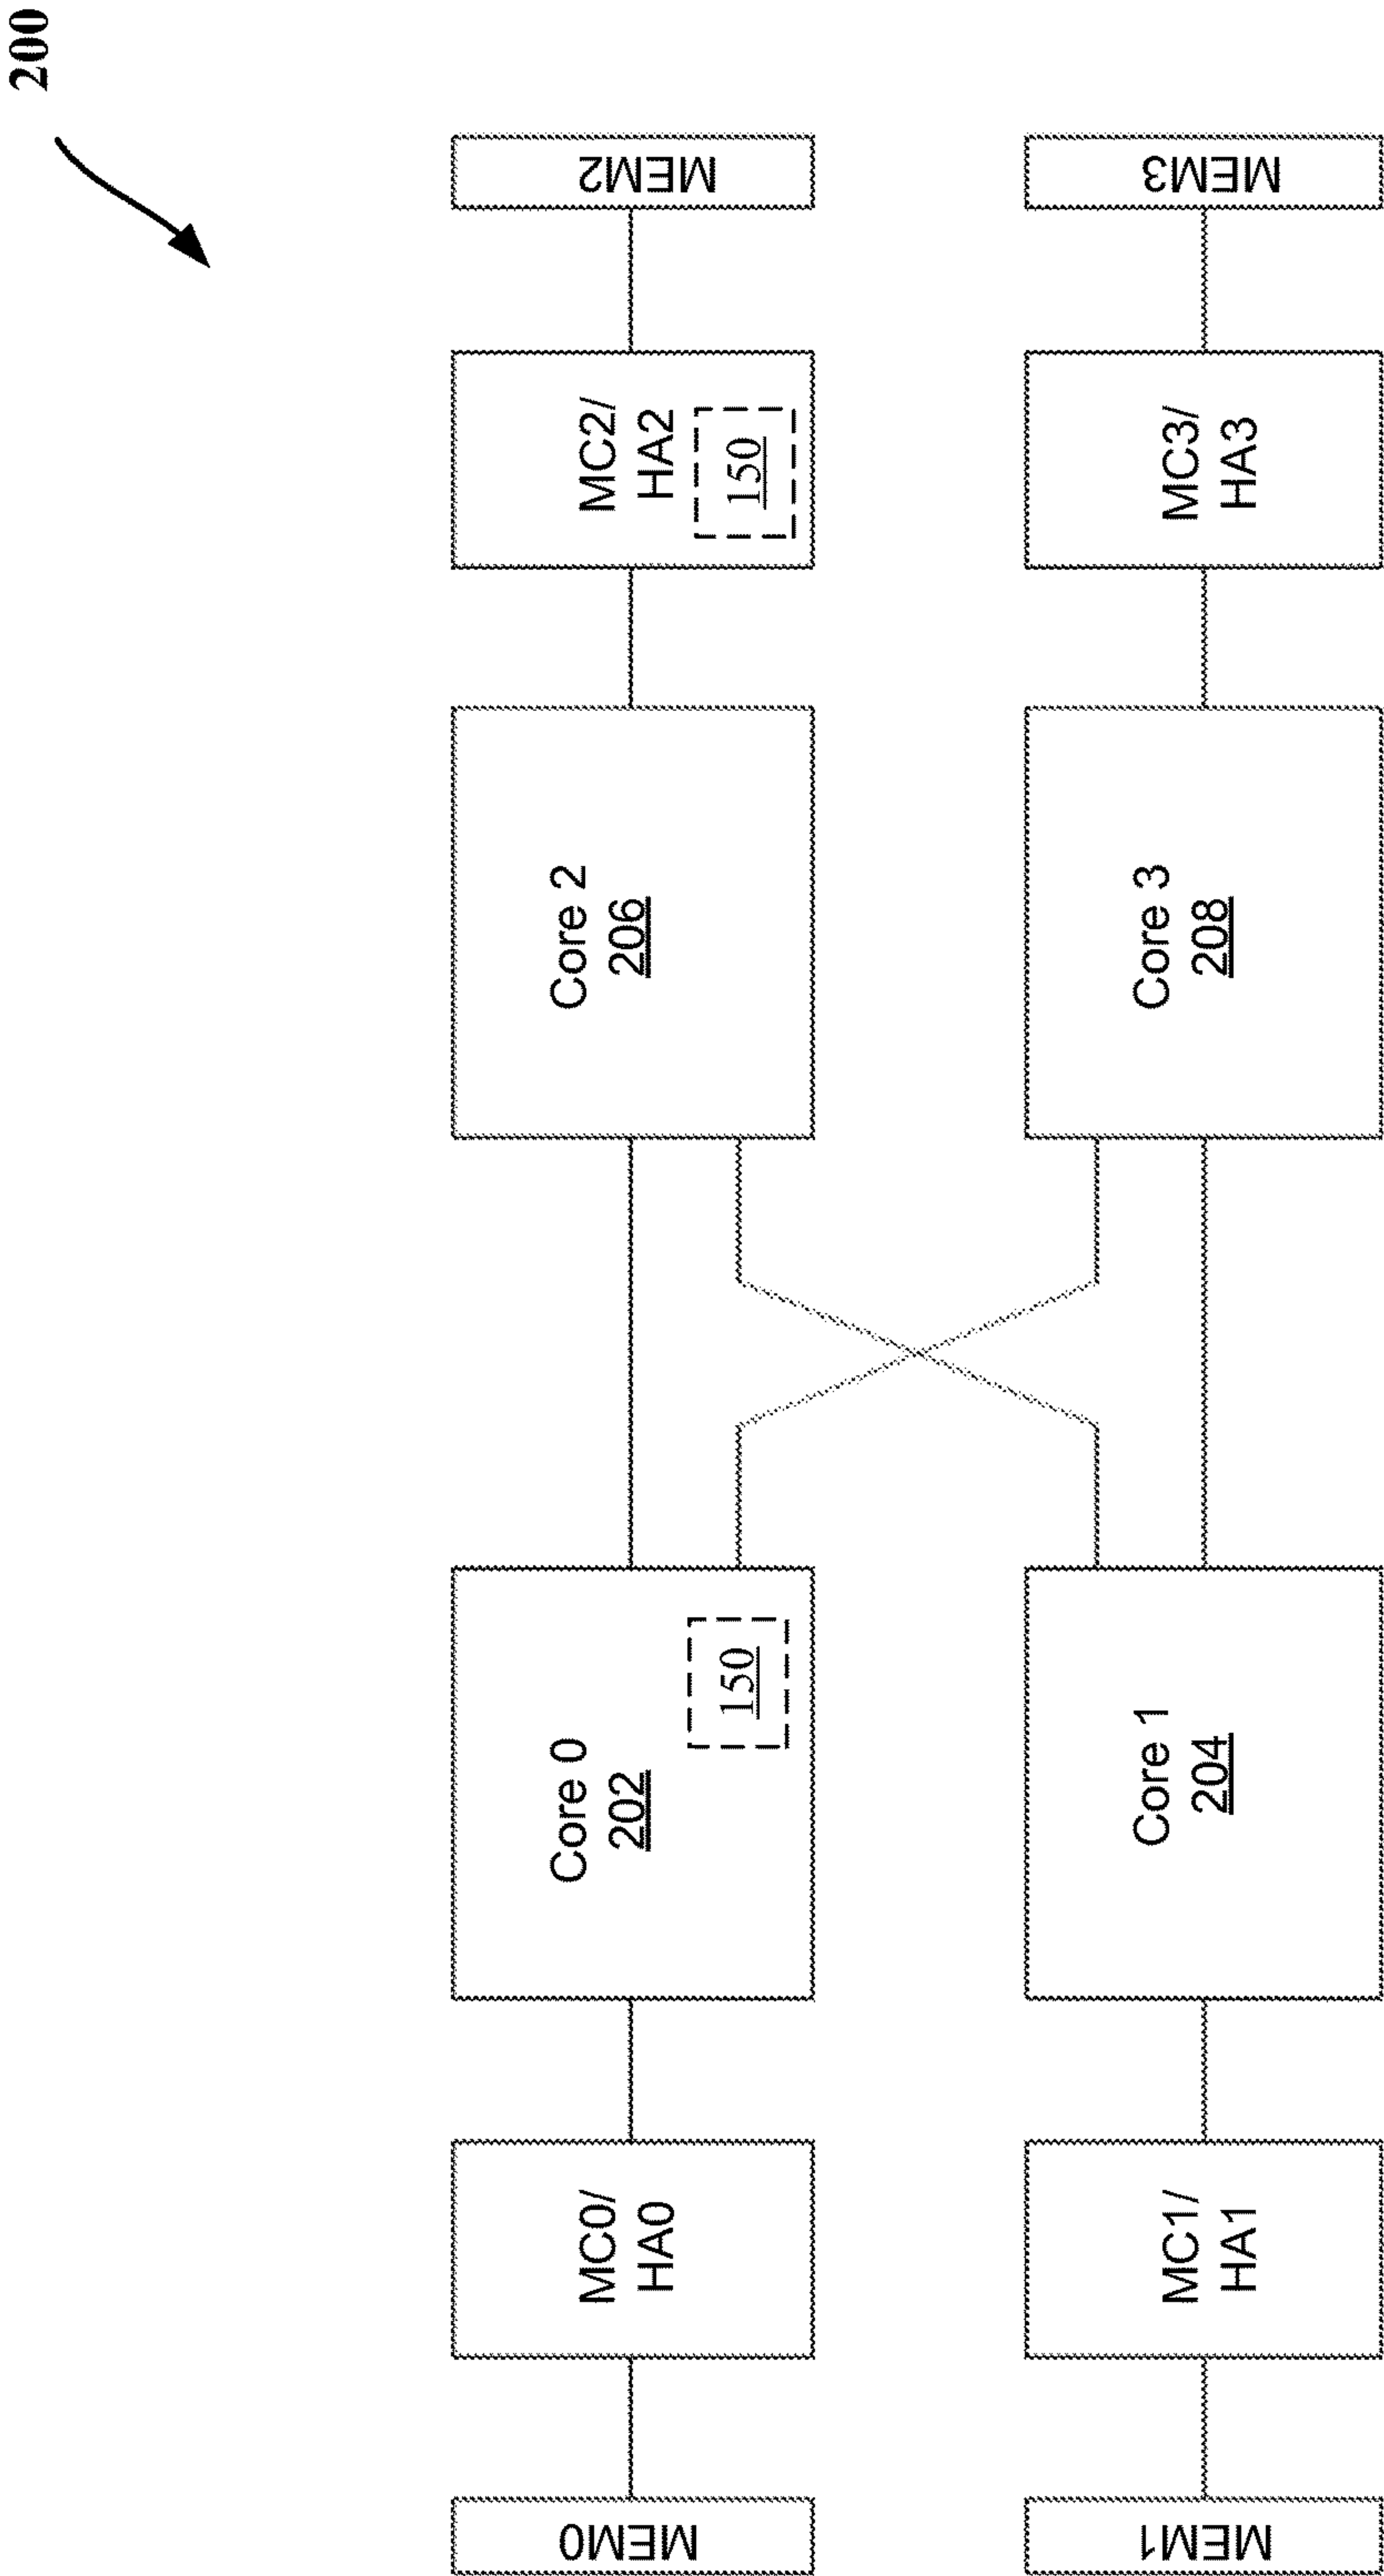 200
MEM0
MC0/
HA0
Core 0
202
150
Core 2
206
MC2/
HA2
150
MEM2
MEM1
MC1/
HA1
Core 1
204
Core 3
208
MC3/
HA3
MEM3